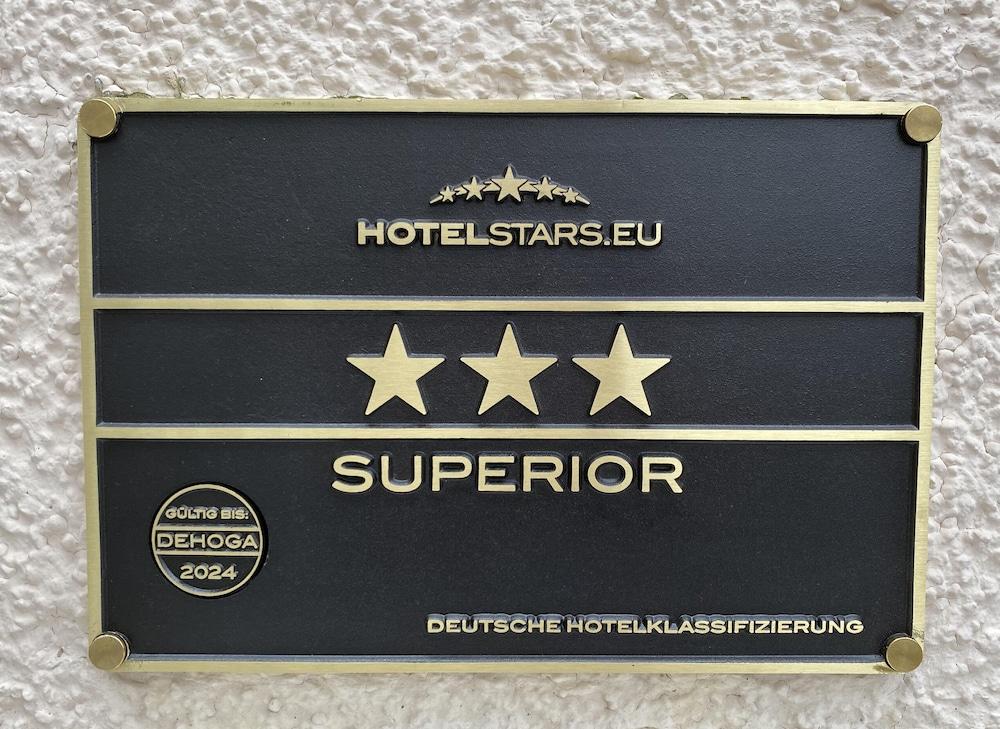 HOTELSTARS.EU
SUPERIOR
GÜLTIG BIS:
DEHOGA
2024
DEUTSCHE HOTELKLASSIFIZIERUNG